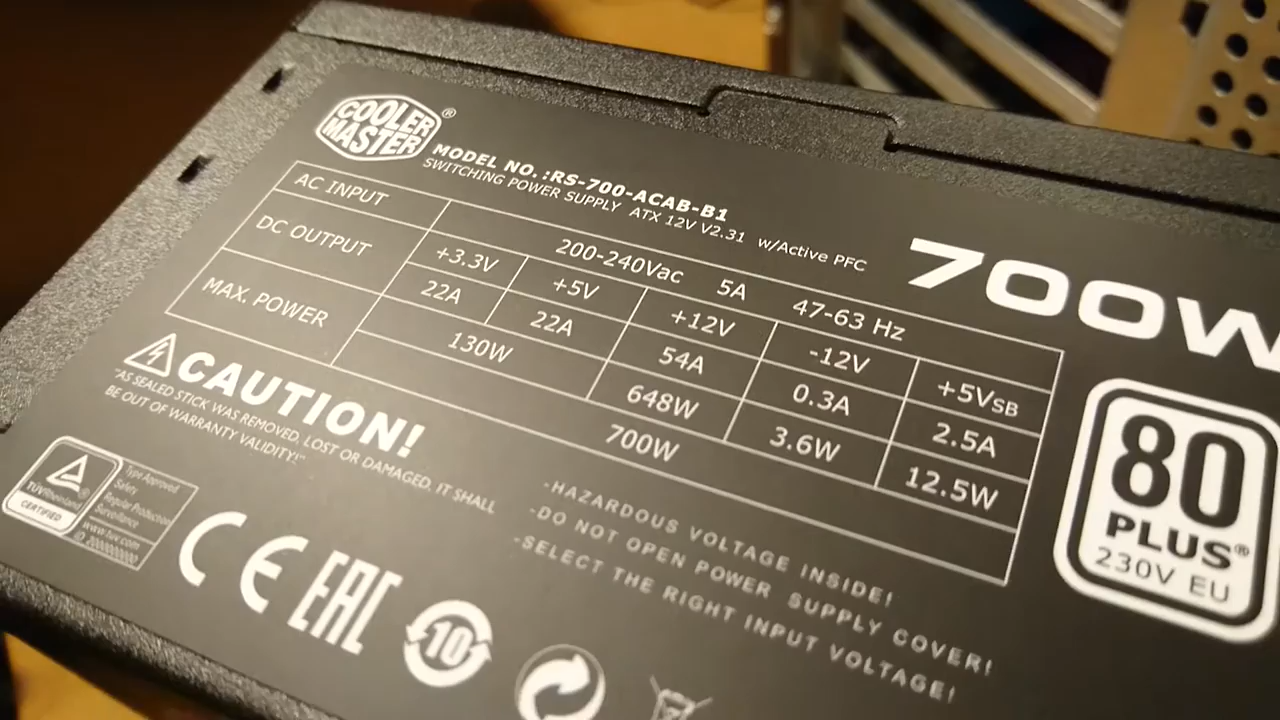 COOLER
MASTER®
MODEL NO. :RS-700-ACAB-B1
SWITCHING POWER SUPPLY ATX 12V V2.31 w/Active PFC
700W
AC INPUT 200-240Vac 5A 47-63 Hz
DC OUTPUT +3.3V +5V +12V -12V +5VSB
22A 22A 54A 0.3A 2.5A
MAX. POWER 130W 648W 3.6W 12.5W
700W
CAUTION!
"AS SEALED STICK WAS REMOVED, LOST OR DAMAGED, IT SHALL
BE OUT OF WARRANTY VALIDITY!"
-HAZARDOUS VOLTAGE INSIDE!
-DO NOT OPEN POWER SUPPLY COVER!
-SELECT THE RIGHT INPUT VOLTAGE!
80
PLUS®
230V EU
TÜVRheinland®
CERTIFIED
Type Approved
Safety
Regular Production
Surveillance
www.tuv.com
ID 2000000000
CE EAC 10